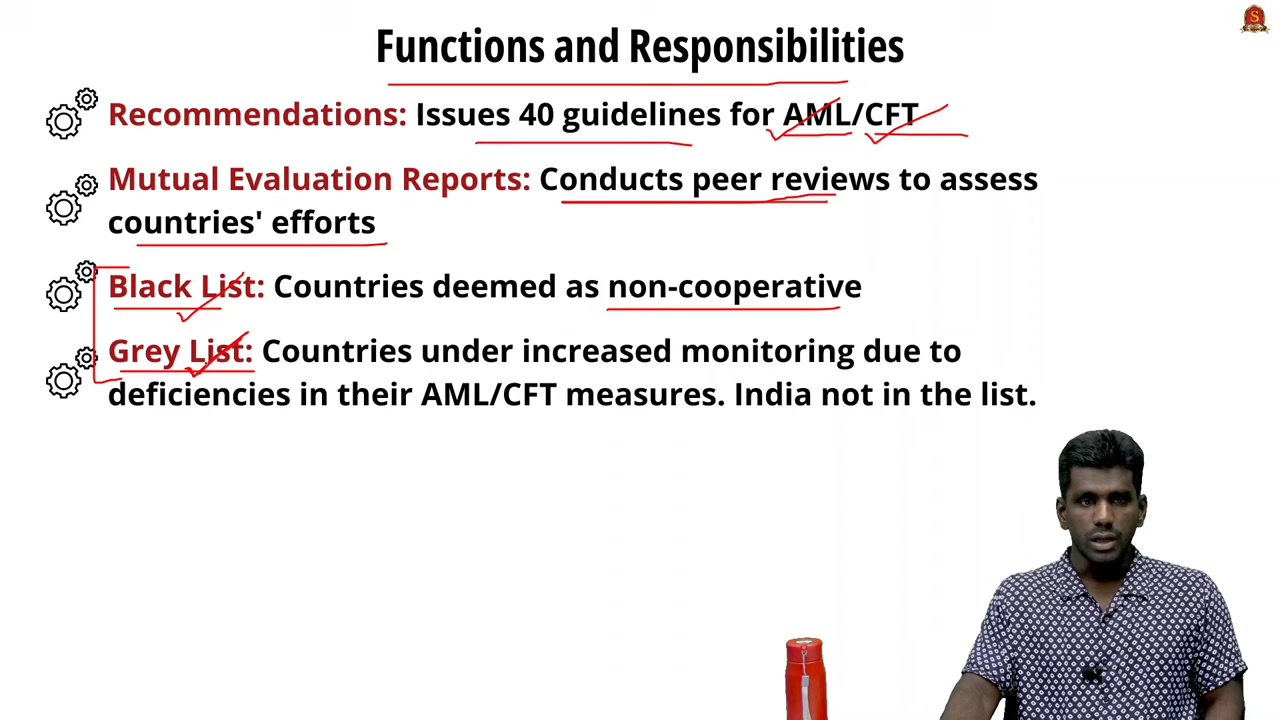 Functions and Responsibilities
Recommendations: Issues 40 guidelines for AML/CFT
Mutual Evaluation Reports: Conducts peer reviews to assess
countries' efforts
Black List: Countries deemed as non-cooperative
Grey List: Countries under increased monitoring due to
deficiencies in their AML/CFT measures. India not in the list.
S